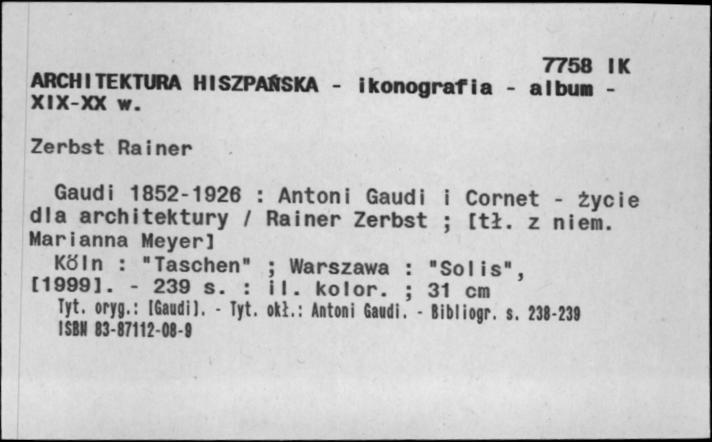 7758 IK
ARCHITEKTURA HISZPAŃSKA - ikonografia - album -
XIX-XX w.
Zerbst Rainer
Gaudi 1852-1926 : Antoni Gaudi i Cornet - życie
dla architektury / Rainer Zerbst ; [tł. z niem.
Marianna Meyer]
Köln : "Taschen" ; Warszawa : "Solis",
[1999]. - 239 s. : il. kolor. ; 31 cm
Tyt. oryg.: [Gaudi]. - Tyt. okł.: Antoni Gaudi. - Bibliogr. s. 238-239
ISBN 83-87112-08-9